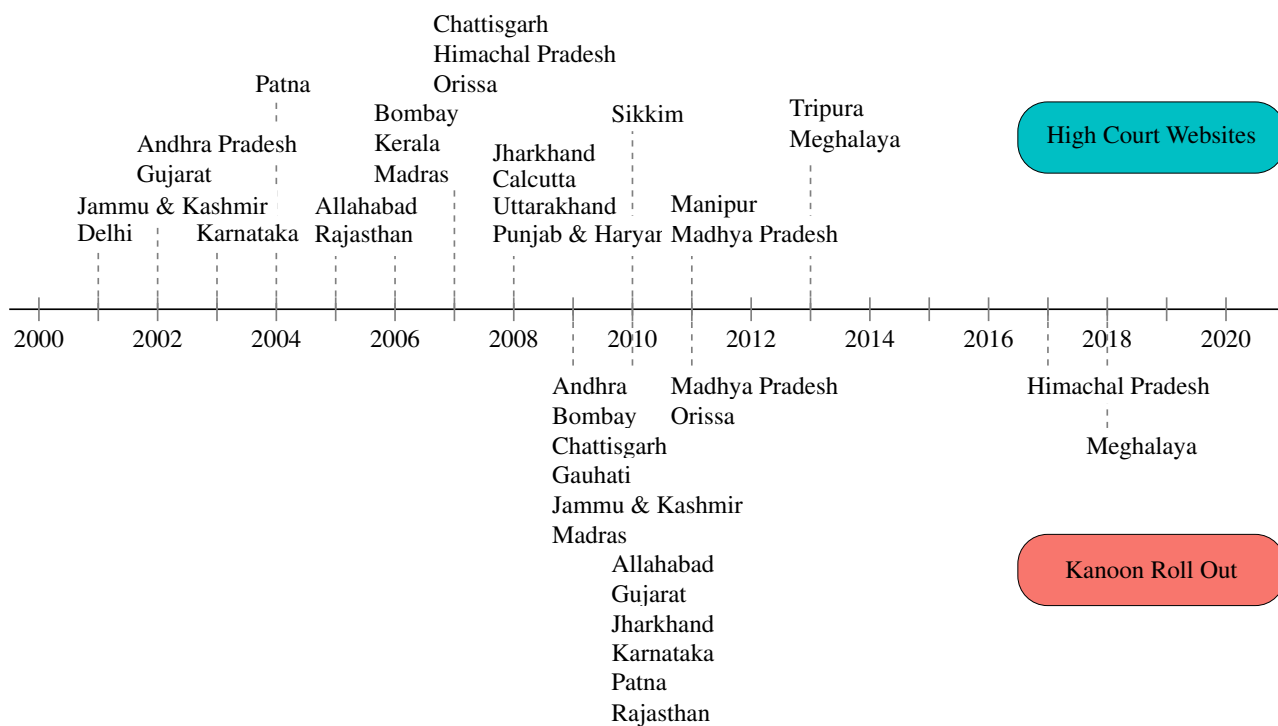 Chattisgarh
Himachal Pradesh
Orissa
Patna
Bombay
Kerala
Madras
Sikkim
Tripura
Meghalaya
High Court Websites
Andhra Pradesh
Gujarat
Jharkhand
Calcutta
Uttarakhand
Punjab & Haryan
Jammu & Kashmir
Delhi
Karnataka
Allahabad
Rajasthan
Manipur
Madhya Pradesh
2000 2002 2004 2006 2008 2010 2012 2014 2016 2018 2020
Andhra
Bombay
Chattisgarh
Gauhati
Jammu & Kashmir
Madras
Madhya Pradesh
Orissa
Himachal Pradesh
Meghalaya
Allahabad
Gujarat
Jharkhand
Karnataka
Patna
Rajasthan
Kanoon Roll Out